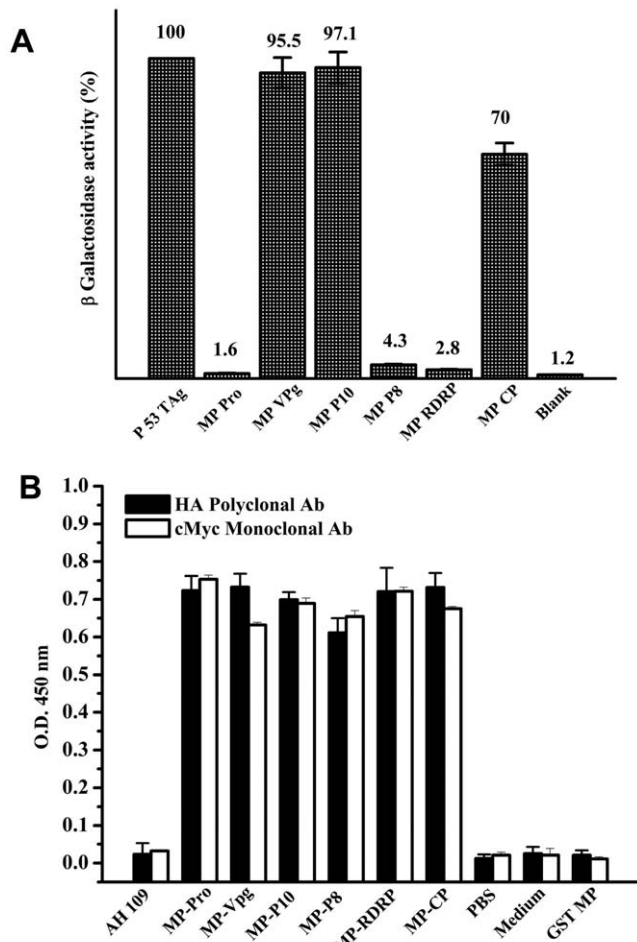 A
100
95.5
97.1
70
1.6
4.3
2.8
1.2
β Galactosidase activity (%)
P 53 TAg
MP Pro
MP VPg
MP P10
MP P8
MP RDRP
MP CP
Blank
B
HA Polyclonal Ab
cMyc Monoclonal Ab
1.0
0.9
0.8
0.7
0.6
0.5
0.4
0.3
0.2
0.1
0.0
O.D. 450 nm
AH 109
MP-Pro
MP-Vpg
MP-P10
MP-P8
MP-RDRP
MP-CP
PBS
Medium
GST MP